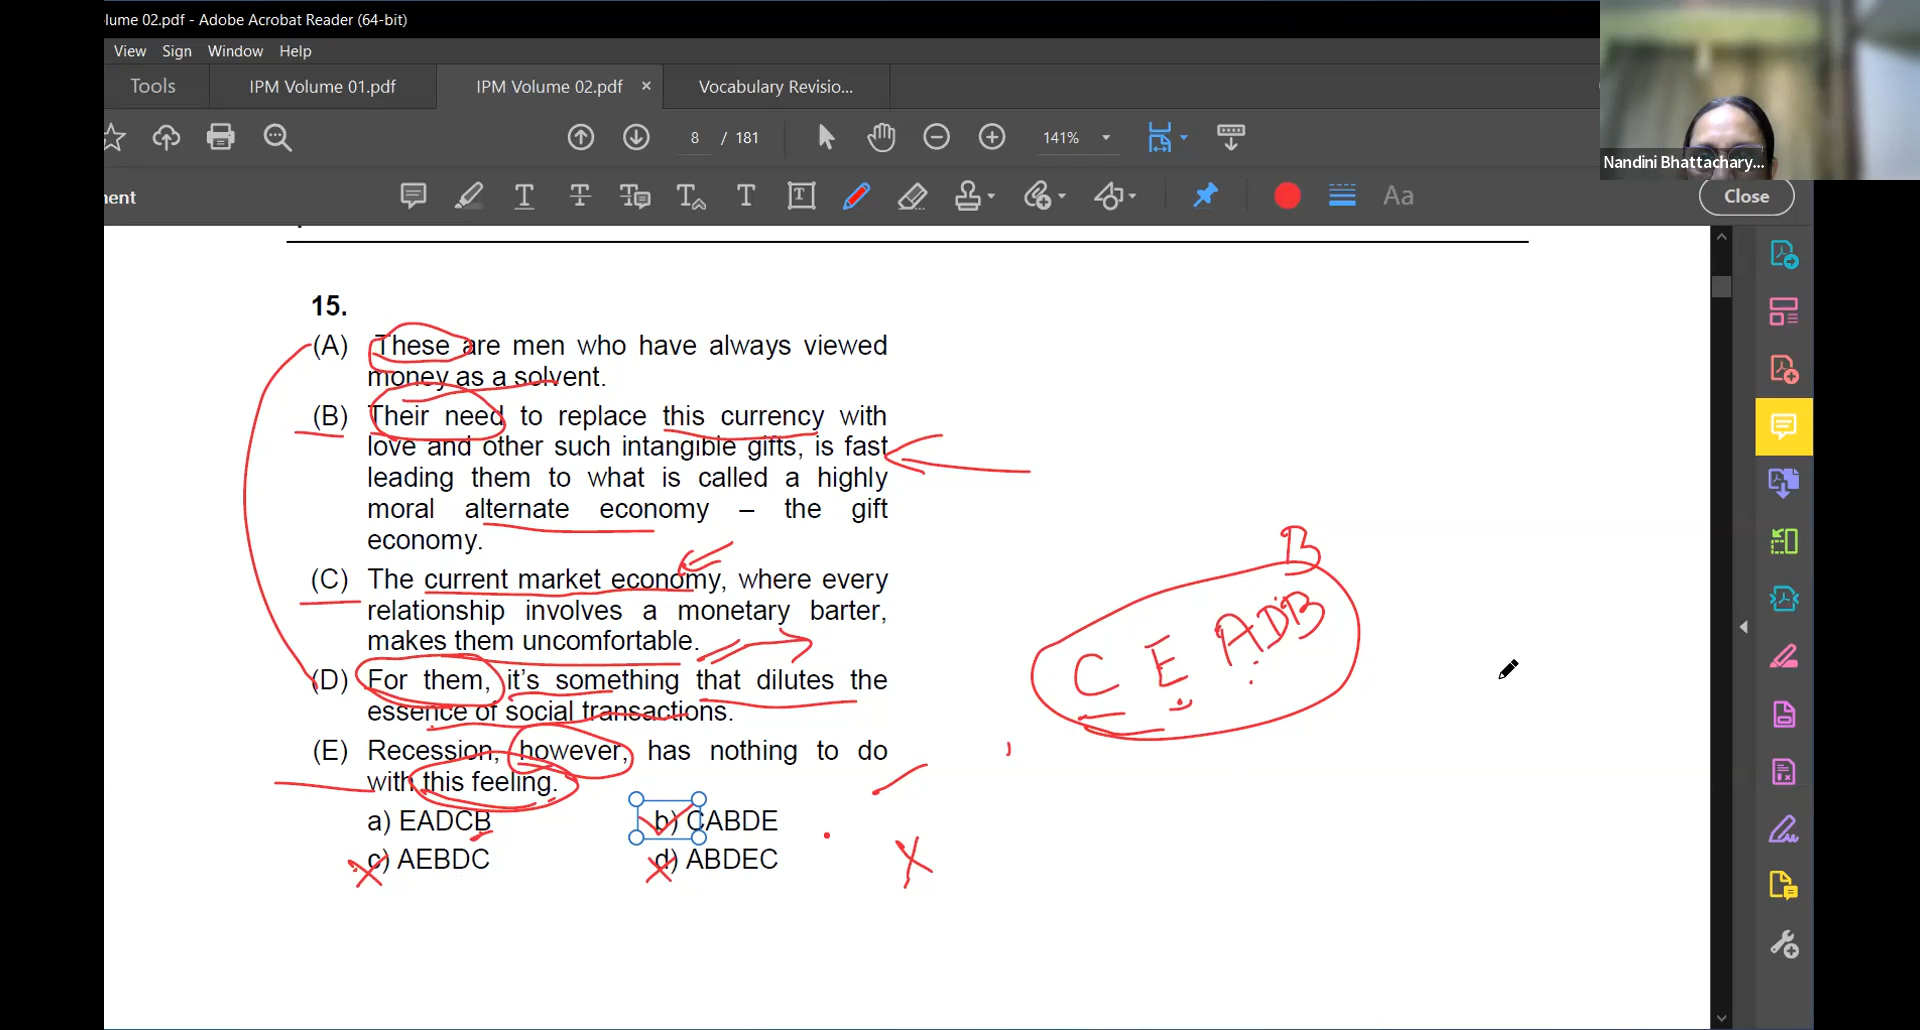 lume 02.pdf - Adobe Acrobat Reader (64-bit)
View Sign Window Help
Tools IPM Volume 01.pdf IPM Volume 02.pdf × Vocabulary Revisio...
8 / 181 141%
Nandini Bhattachary...
ent Aa Close
15.
(A) These are men who have always viewed
money as a solvent.
(B) Their need to replace this currency with
love and other such intangible gifts, is fast
leading them to what is called a highly
moral alternate economy – the gift
economy.
(C) The current market economy, where every
relationship involves a monetary barter,
makes them uncomfortable.
(D) For them, it's something that dilutes the
essence of social transactions.
(E) Recession, however, has nothing to do
with this feeling.
a) EADCB b) CABDE
c) AEBDC d) ABDEC
B
C E ADB